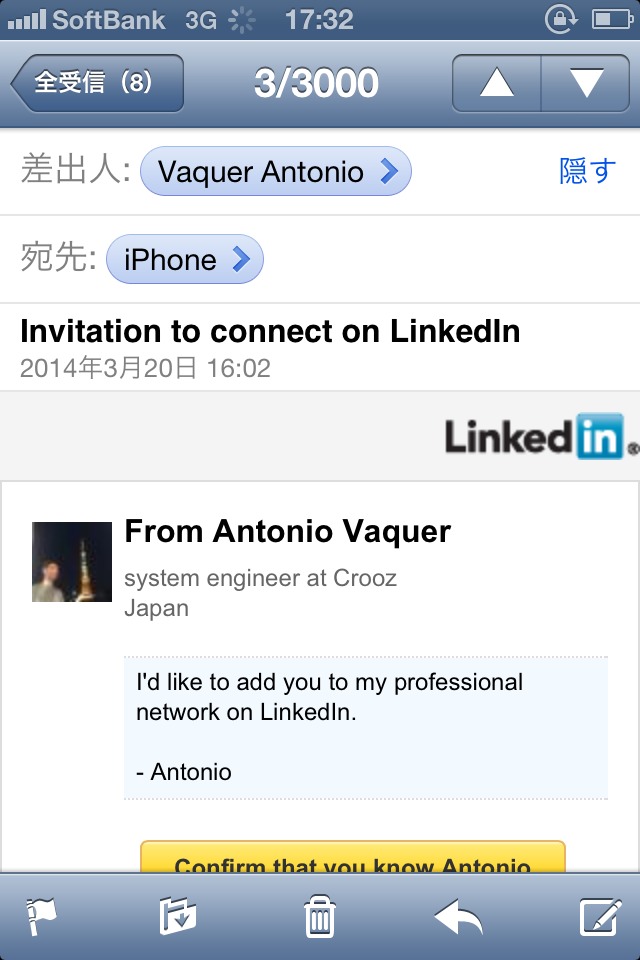 SoftBank 3G 17:32
全受信（8） 3/3000
差出人: Vaquer Antonio 隠す
宛先: iPhone
Invitation to connect on LinkedIn
2014年3月20日 16:02
Linked in®
From Antonio Vaquer
system engineer at Crooz
Japan
I'd like to add you to my professional
network on LinkedIn.
- Antonio
Confirm that you know Antonio